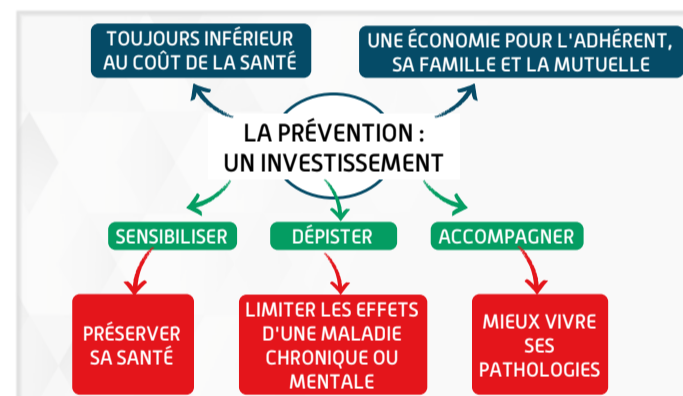 TOUJOURS INFÉRIEUR
AU COÛT DE LA SANTÉ
UNE ÉCONOMIE POUR L'ADHÉRENT,
SA FAMILLE ET LA MUTUELLE
LA PRÉVENTION :
UN INVESTISSEMENT
SENSIBILISER
DÉPISTER
ACCOMPAGNER
PRÉSERVER
SA SANTÉ
LIMITER LES EFFETS
D'UNE MALADIE
CHRONIQUE OU
MENTALE
MIEUX VIVRE
SES
PATHOLOGIES